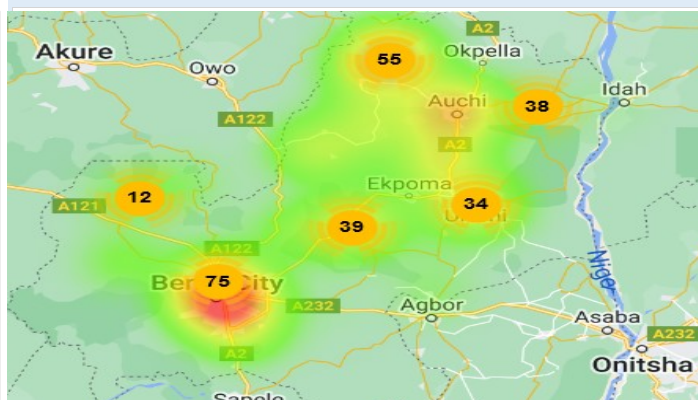 A2
55
Okpella
Akure
Owo
38
Idah
Auchi
A122
A2
Ekpoma
12
34
A121
39
A122
75
City
A232
Agbor
Asaba
A232
A2
Onitsha